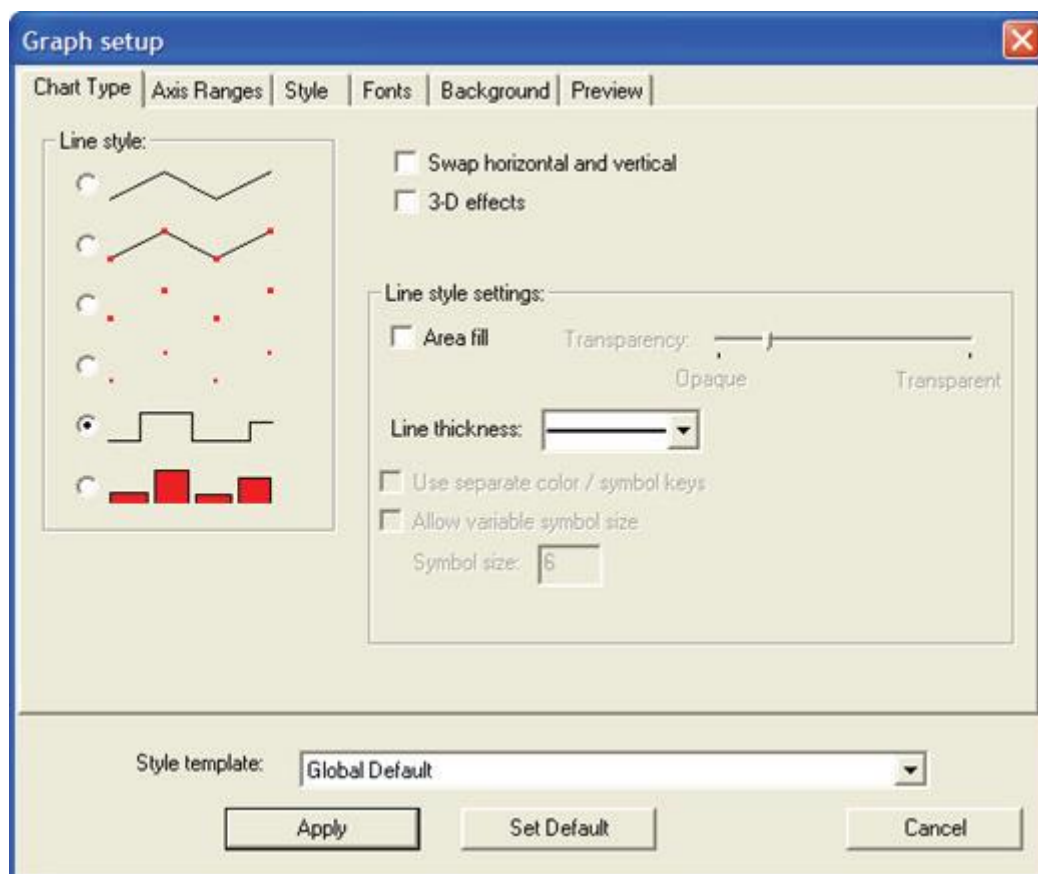 Graph setup
Chart Type Axis Ranges Style Fonts Background Preview
Line style:
Swap horizontal and vertical
3-D effects
Line style settings:
Area fill Transparency:
Opaque Transparent
Line thickness:
Use separate color / symbol keys
Allow variable symbol size
Symbol size: 6
Style template: Global Default
Apply Set Default Cancel